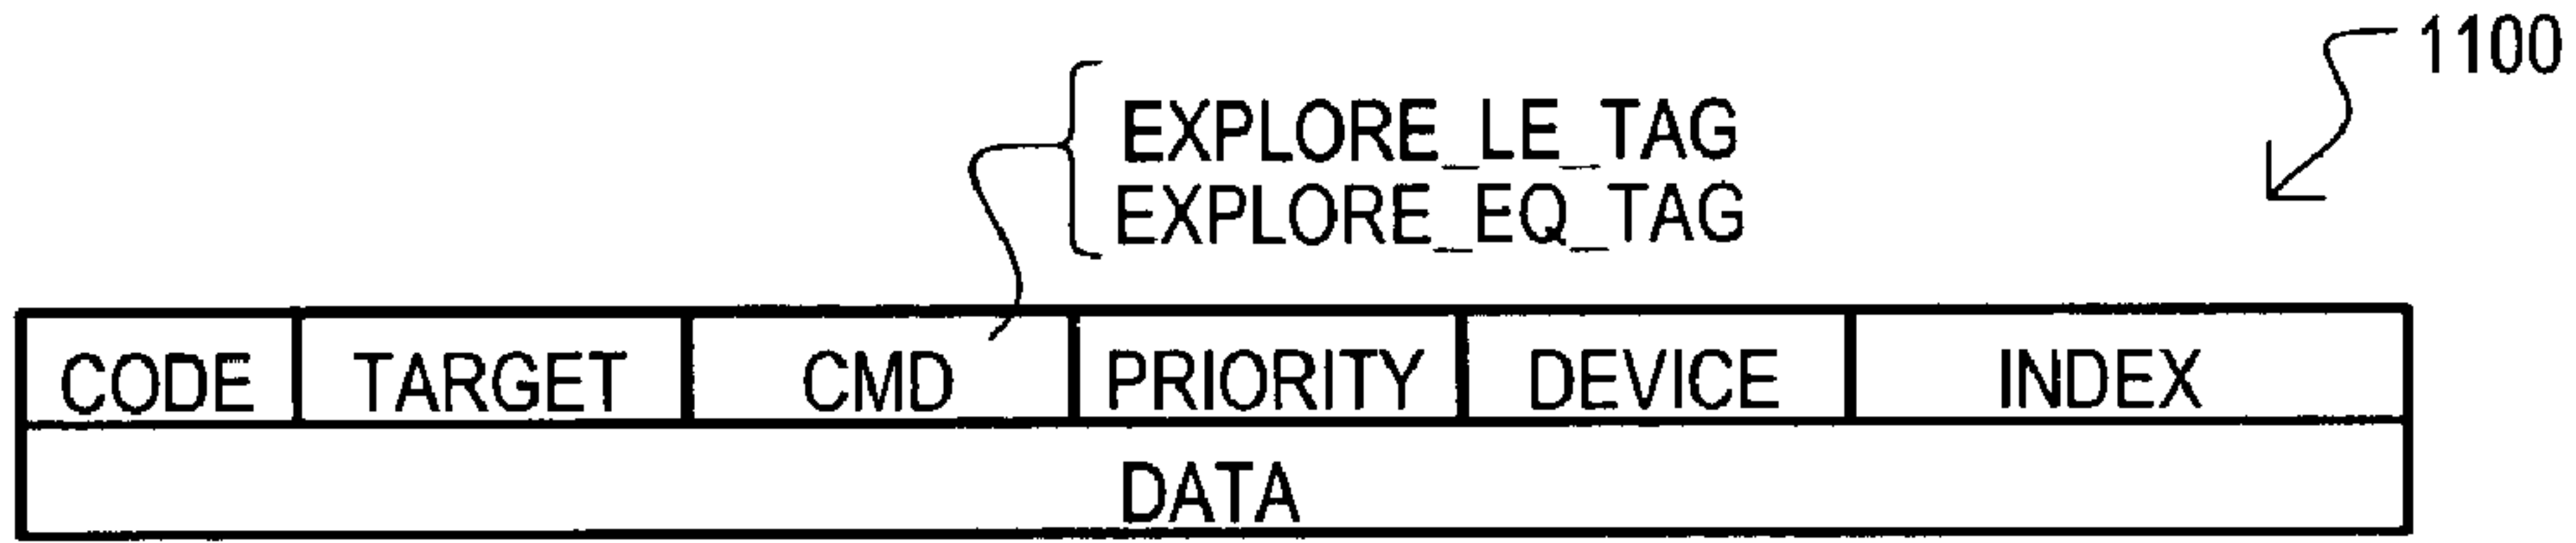 1100
EXPLORE_LE_TAG
EXPLORE_EQ_TAG
CODE TARGET CMD PRIORITY DEVICE INDEX
DATA